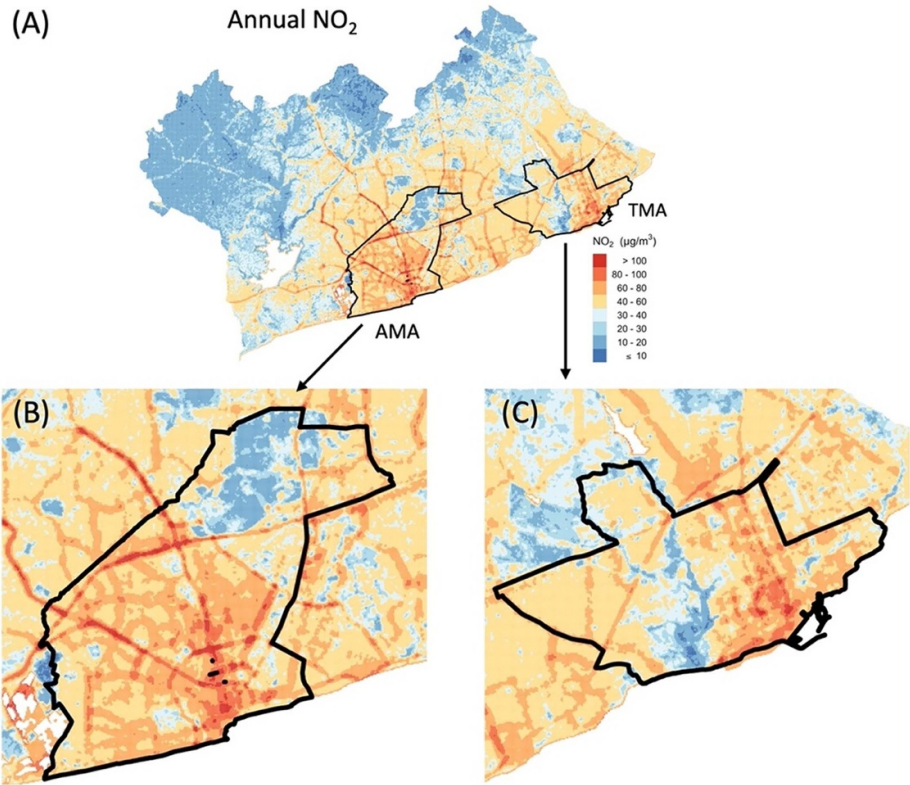 (A)
Annual NO₂
TMA
NO₂ (µg/m³)
> 100
80 - 100
60 - 80
40 - 60
30 - 40
20 - 30
10 - 20
≤ 10
AMA
(B)
(C)